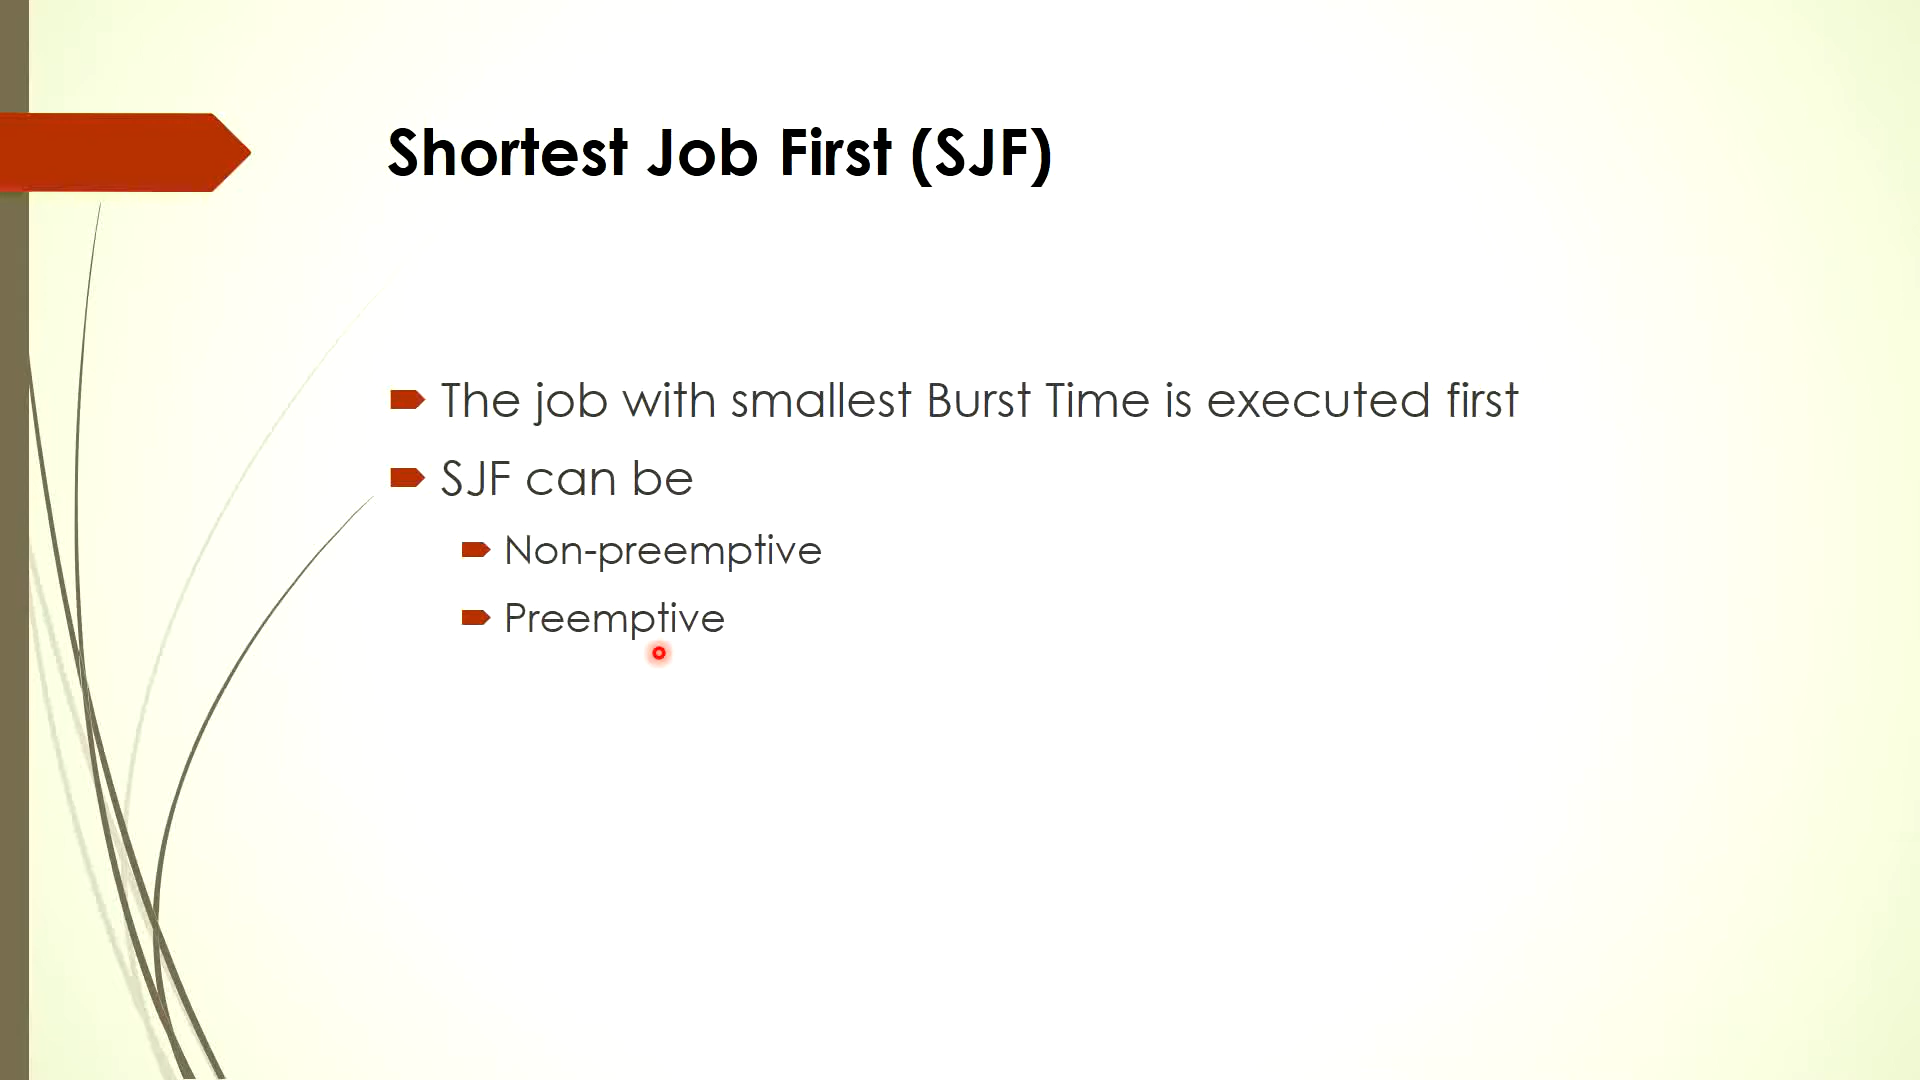 Shortest Job First (SJF)
The job with smallest Burst Time is executed first
SJF can be
Non-preemptive
Preemptive